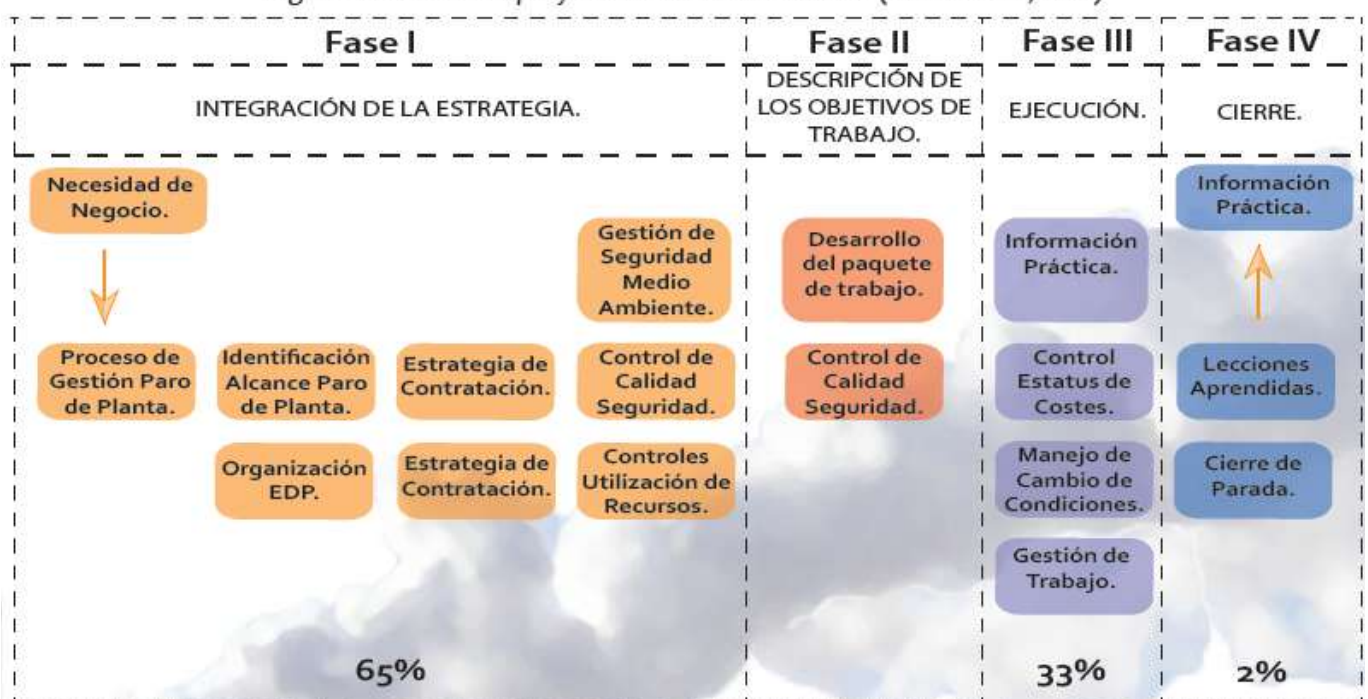 Fase I
Fase II
Fase III
Fase IV
INTEGRACIÓN DE LA ESTRATEGIA.
DESCRIPCIÓN DE
LOS OBJETIVOS DE
TRABAJO.
EJECUCIÓN.
CIERRE.
Necesidad de
Negocio.
Proceso de
Gestión Paro
de Planta.
Identificación
Alcance Paro
de Planta.
Organización
EDP.
Estrategia de
Contratación.
Estrategia de
Contratación.
Gestión de
Seguridad
Medio
Ambiente.
Control de
Calidad
Seguridad.
Controles
Utilización de
Recursos.
Desarrollo
del paquete
de trabajo.
Control de
Calidad
Seguridad.
Información
Práctica.
Control
Estatus de
Costes.
Manejo de
Cambio de
Condiciones.
Gestión de
Trabajo.
Información
Práctica.
Lecciones
Aprendidas.
Cierre de
Parada.
65%
33%
2%